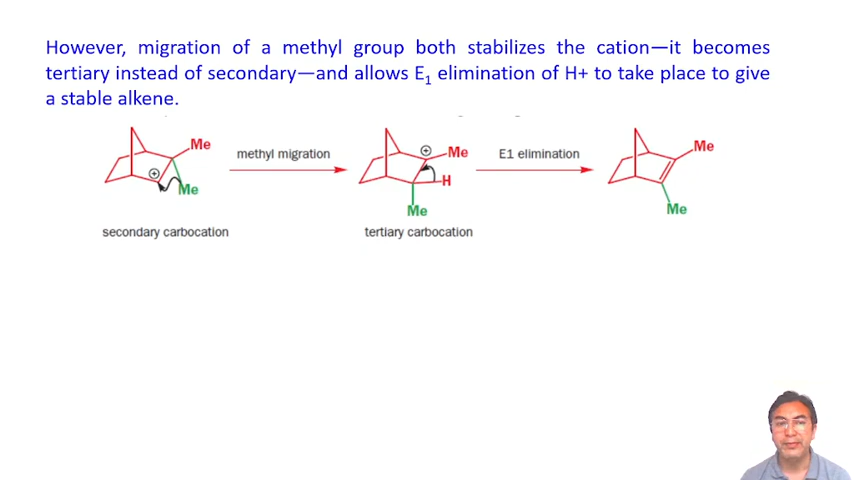 However, migration of a methyl group both stabilizes the cation—it becomes
tertiary instead of secondary—and allows E1 elimination of H+ to take place to give
a stable alkene.
Me
methyl migration
Me
E1 elimination
Me
H
Me
Me
Me
secondary carbocation
tertiary carbocation